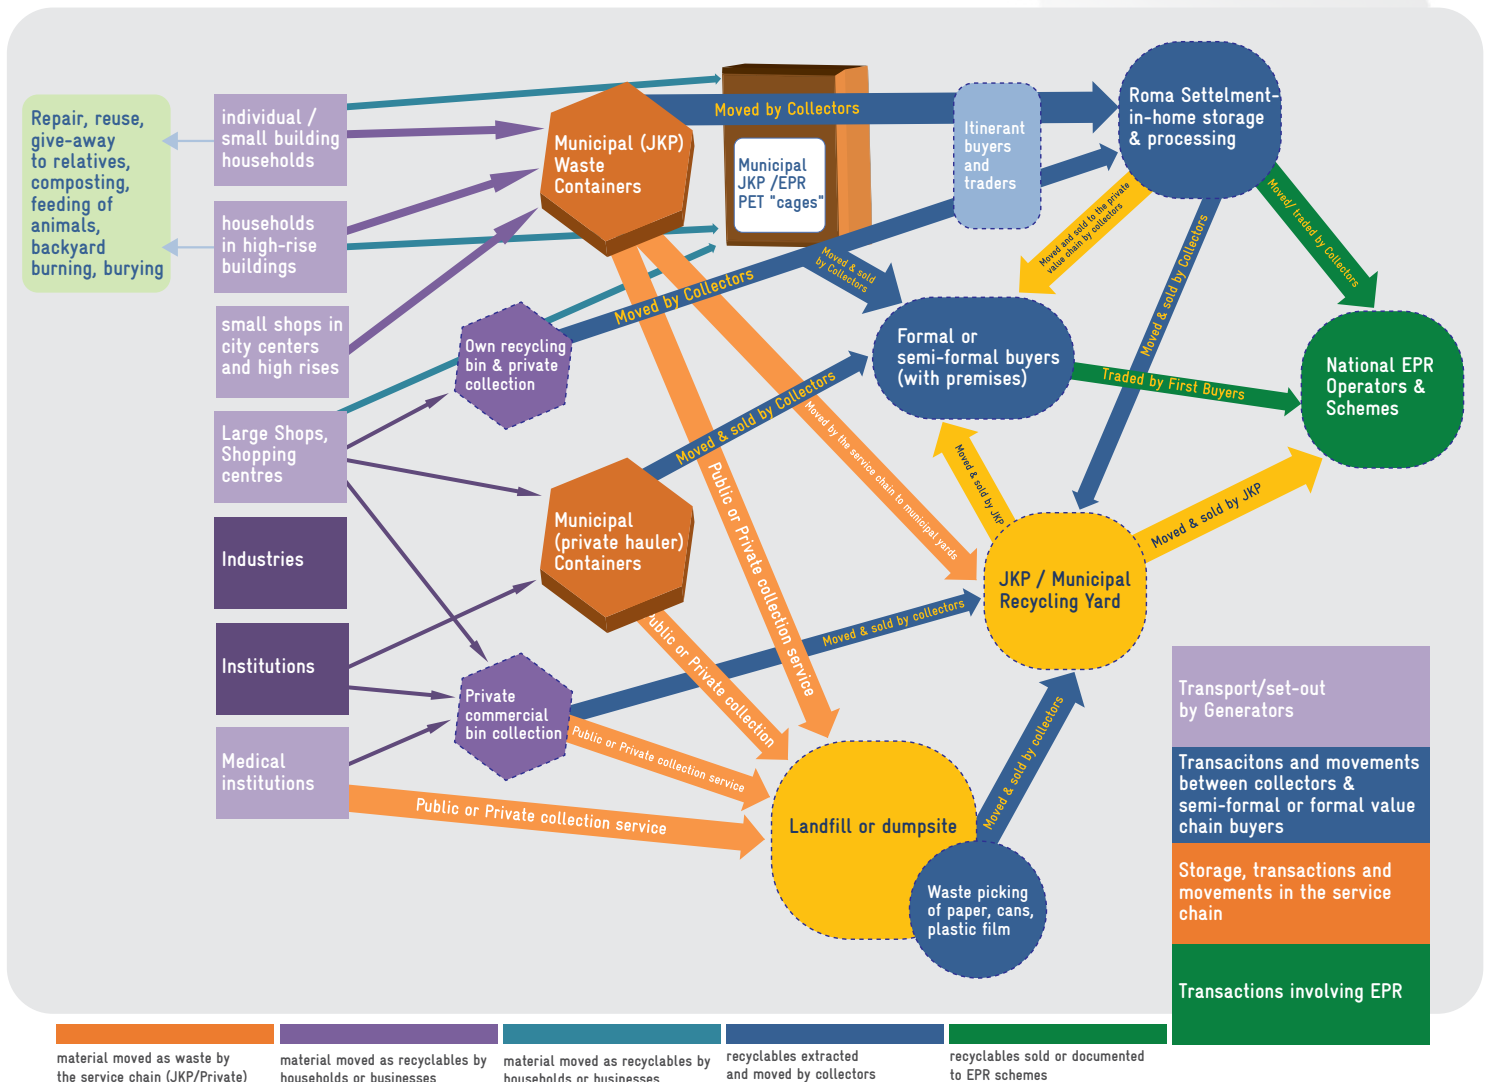 Repair, reuse,
give-away
to relatives,
composting,
feeding of
animals,
backyard
burning, burying
individual /
small building
households
households
in high-rise
buildings
small shops in
city centers
and high rises
Large Shops,
Shopping
centres
Industries
Institutions
Medical
institutions
Municipal (JKP)
Waste
Containers
Own recycling
bin & private
collection
Municipal
(private hauler)
Containers
Private
commercial
bin collection
Municipal
JKP /EPR
PET "cages"
Moved by Collectors
Itinerant
buyers
and
traders
Roma Settelment-
in-home storage
& processing
Moved by Collectors
Moved & sold
by Collectors
Moved and sold to the private
value chain by collectors
Moved & sold by Collectors
Moved/ traded by Collectors
Formal or
semi-formal buyers
(with premises)
Traded by First Buyers
National EPR
Operators &
Schemes
Moved & sold by Collectors
Moved by the service chain to municipal yards
Public or Private collection service
Moved & sold by JKP
Moved & sold by JKP
JKP / Municipal
Recycling Yard
Public or Private collection
Moved & sold by collectors
Public or Private collection service
Public or Private collection service
Landfill or dumpsite
Moved & sold by collectors
Waste picking
of paper, cans,
plastic film
Transport/set-out
by Generators
Transacitons and movements
between collectors &
semi-formal or formal value
chain buyers
Storage, transactions and
movements in the service
chain
Transactions involving EPR
material moved as waste by
the service chain (JKP/Private)
material moved as recyclables by
households or businesses
material moved as recyclables by
households or businesses
recyclables extracted
and moved by collectors
recyclables sold or documented
to EPR schemes